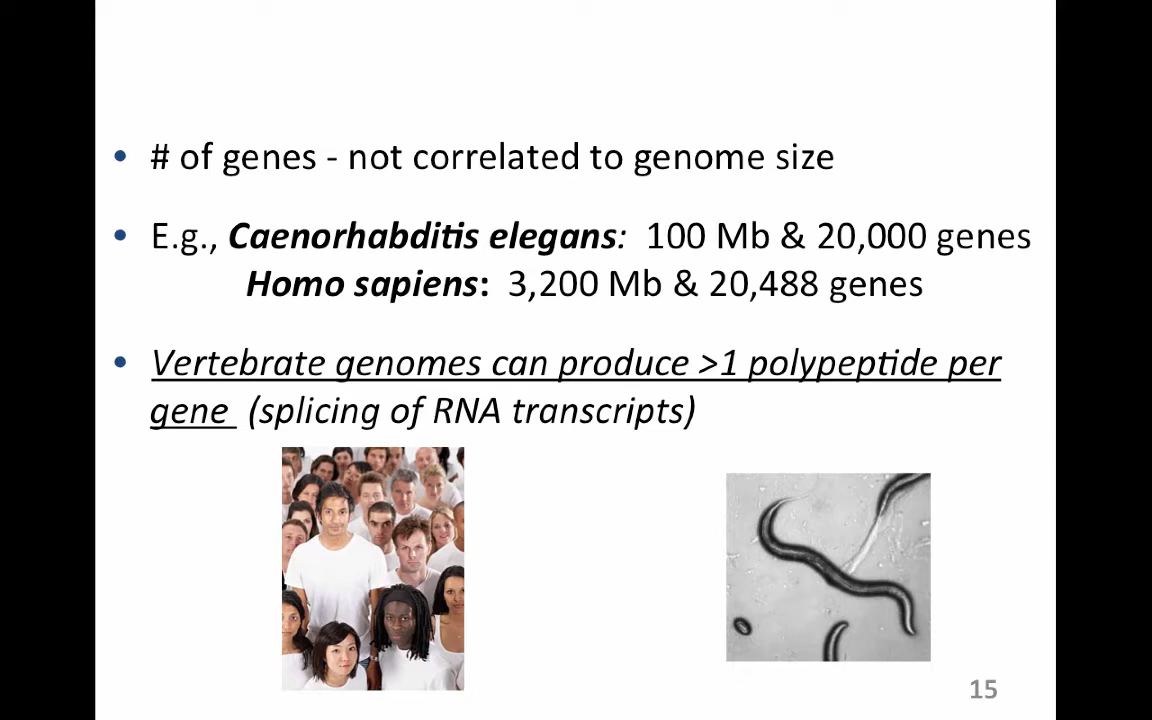 • # of genes - not correlated to genome size
• E.g., Caenorhabditis elegans: 100 Mb & 20,000 genes
Homo sapiens: 3,200 Mb & 20,488 genes
• Vertebrate genomes can produce >1 polypeptide per
gene (splicing of RNA transcripts)
15